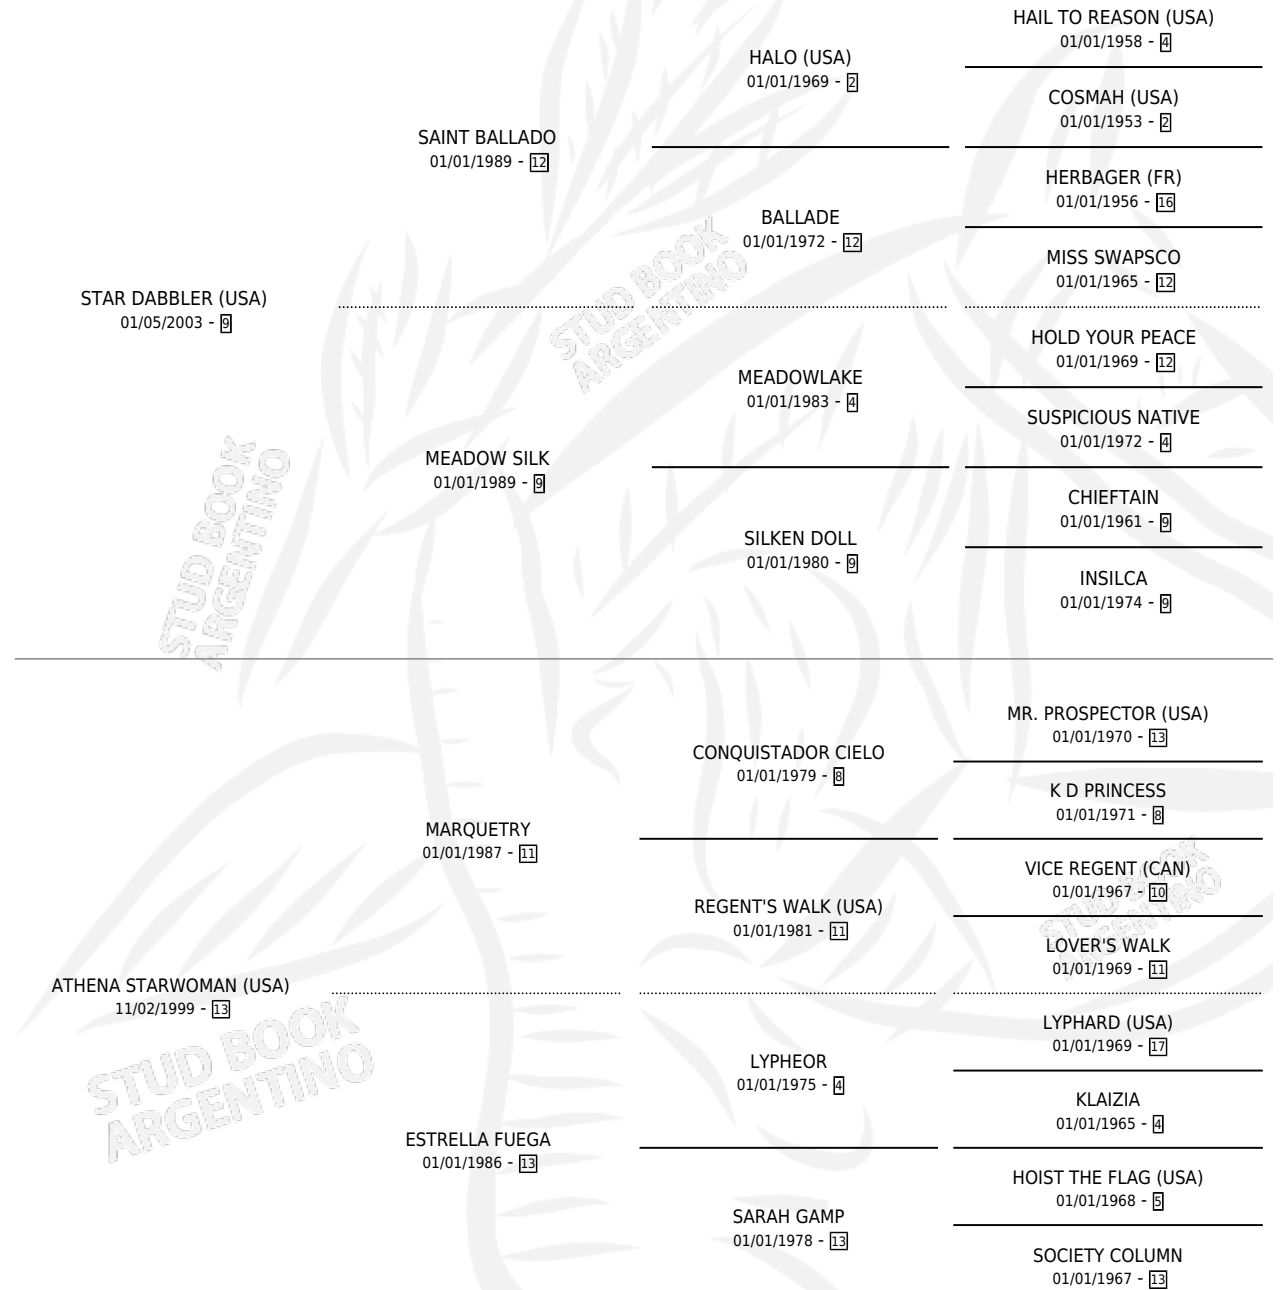 STAR DABBLER (USA)
01/05/2003 - 9
SAINT BALLADO
01/01/1989 - 12
HALO (USA)
01/01/1969 - 2
HAIL TO REASON (USA)
01/01/1958 - 4
COSMAH (USA)
01/01/1953 - 2
BALLADE
01/01/1972 - 12
HERBAGER (FR)
01/01/1956 - 16
MISS SWAPSCO
01/01/1965 - 12
MEADOW SILK
01/01/1989 - 9
MEADOWLAKE
01/01/1983 - 4
HOLD YOUR PEACE
01/01/1969 - 12
SUSPICIOUS NATIVE
01/01/1972 - 4
SILKEN DOLL
01/01/1980 - 9
CHIEFTAIN
01/01/1961 - 9
INSILCA
01/01/1974 - 9
ATHENA STARWOMAN (USA)
11/02/1999 - 13
MARQUETRY
01/01/1987 - 11
CONQUISTADOR CIELO
01/01/1979 - 8
MR. PROSPECTOR (USA)
01/01/1970 - 13
K D PRINCESS
01/01/1971 - 8
REGENT'S WALK (USA)
01/01/1981 - 11
VICE REGENT (CAN)
01/01/1967 - 10
LOVER'S WALK
01/01/1969 - 11
ESTRELLA FUEGA
01/01/1986 - 13
LYPHEOR
01/01/1975 - 4
LYPHARD (USA)
01/01/1969 - 17
KLAIZIA
01/01/1965 - 4
SARAH GAMP
01/01/1978 - 13
HOIST THE FLAG (USA)
01/01/1968 - 5
SOCIETY COLUMN
01/01/1967 - 13
STUD BOOK
ARGENTINO
STUD BOOK
ARGENTINO
STUD BOOK
ARGENTINO
STUD BOOK
ARGENTINO